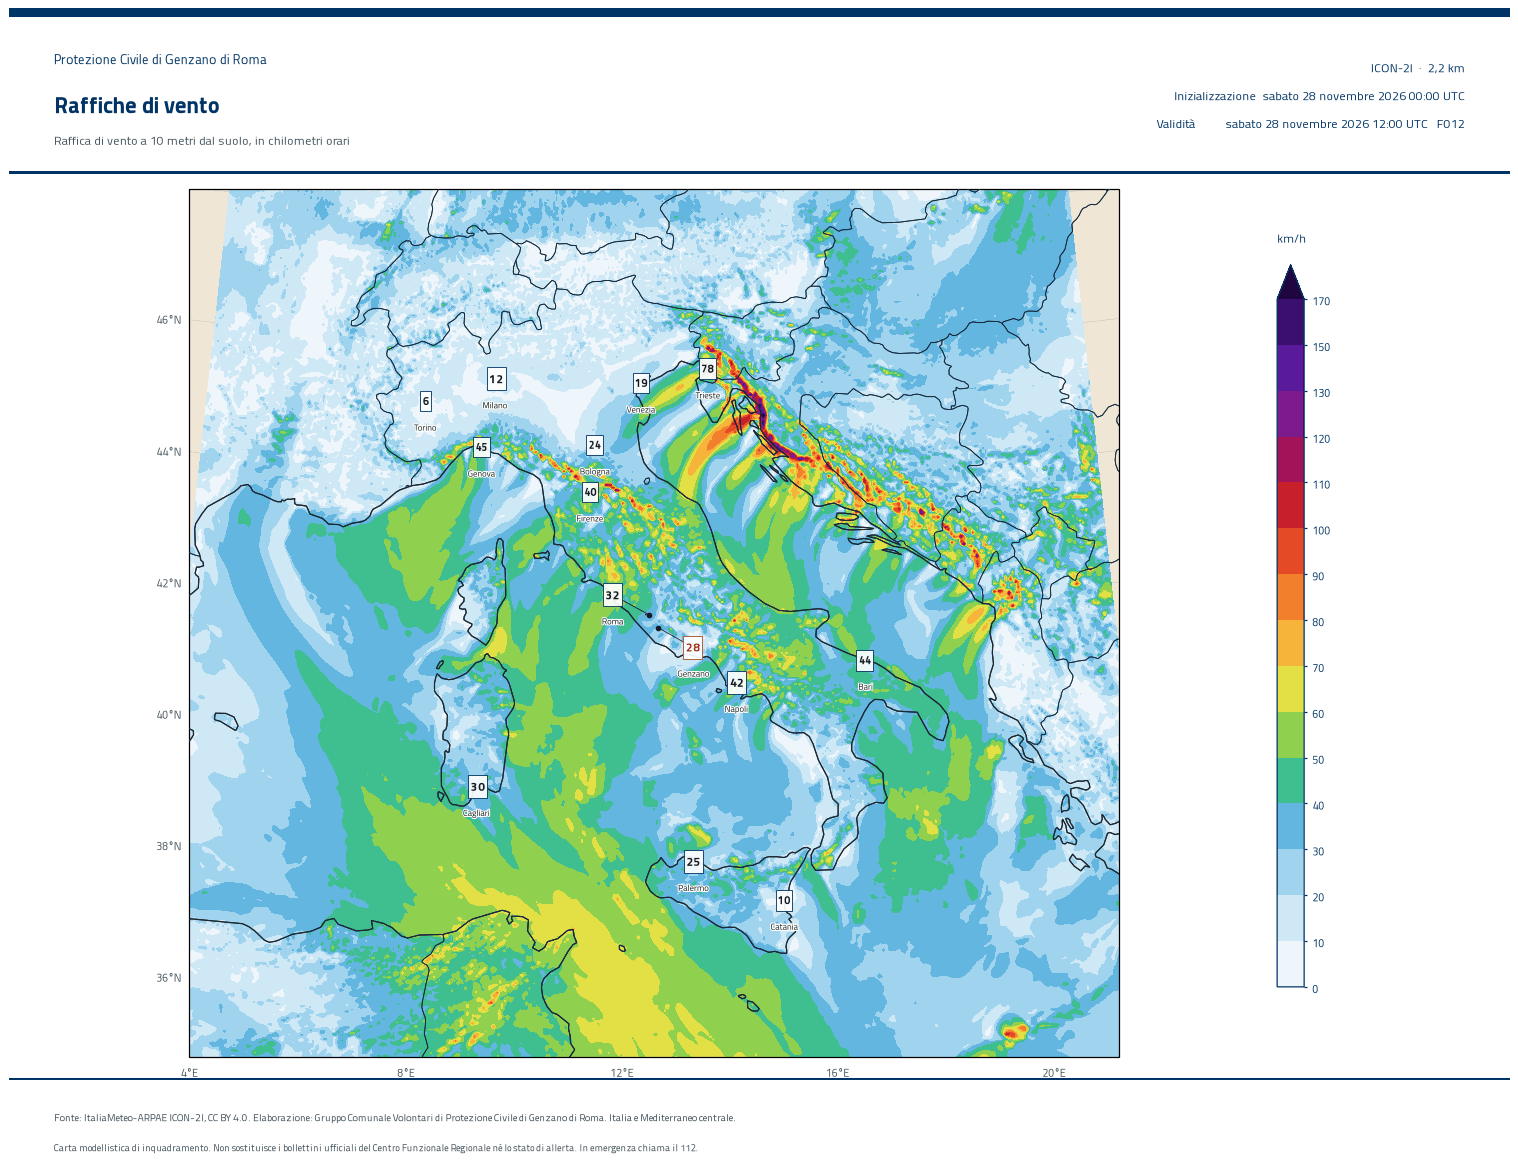 Protezione Civile di Genzano di Roma
Raffiche di vento
Raffica di vento a 10 metri dal suolo, in chilometri orari
ICON-2I · 2,2 km
Inizializzazione sabato 28 novembre 2026 00:00 UTC
Validità sabato 28 novembre 2026 12:00 UTC F012
km/h
170
150
130
120
110
100
90
80
70
60
50
40
30
20
10
0
46°N
44°N
42°N
40°N
38°N
36°N
4°E
8°E
12°E
16°E
20°E
78
Trieste
19
Venezia
12
Milano
6
Torino
45
Genova
24
Bologna
40
Firenze
32
Roma
28
Genzano
42
Napoli
44
Bari
30
Cagliari
25
Palermo
10
Catania
Fonte: ItaliaMeteo-ARPAE ICON-2I, CC BY 4.0. Elaborazione: Gruppo Comunale Volontari di Protezione Civile di Genzano di Roma. Italia e Mediterraneo centrale.
Carta modellistica di inquadramento. Non sostituisce i bollettini ufficiali del Centro Funzionale Regionale né lo stato di allerta. In emergenza chiama il 112.